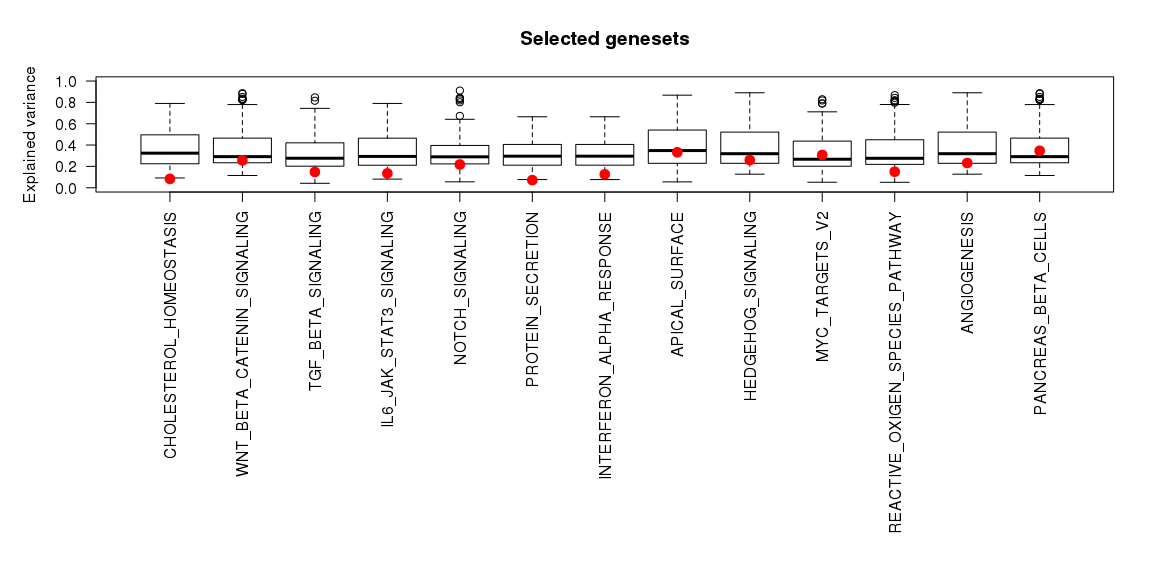 Selected genesets
Explained variance
1.0
0.8
0.6
0.4
0.2
0.0
CHOLESTEROL_HOMEOSTASIS
WNT_BETA_CATENIN_SIGNALING
TGF_BETA_SIGNALING
IL6_JAK_STAT3_SIGNALING
NOTCH_SIGNALING
PROTEIN_SECRETION
INTERFERON_ALPHA_RESPONSE
APICAL_SURFACE
HEDGEHOG_SIGNALING
MYC_TARGETS_V2
REACTIVE_OXIGEN_SPECIES_PATHWAY
ANGIOGENESIS
PANCREAS_BETA_CELLS